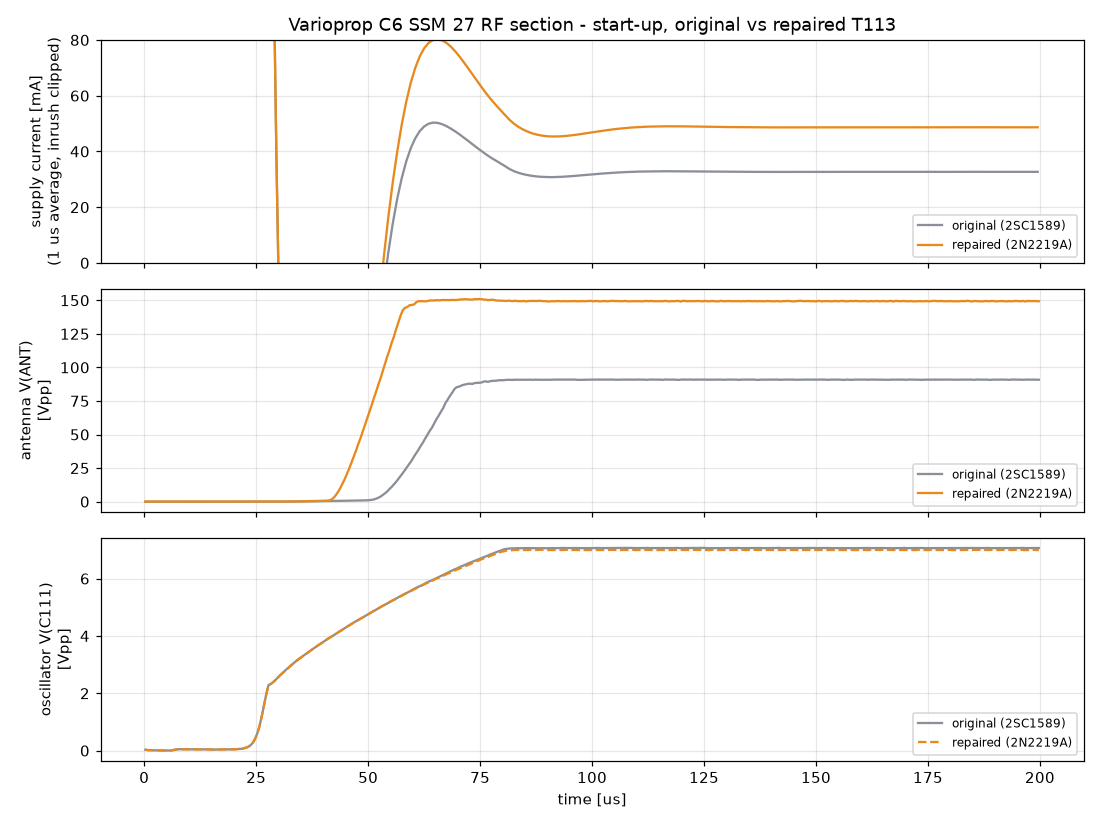 Varioprop C6 SSM 27 RF section - start-up, original vs repaired T113
supply current [mA]
(1 us average, inrush clipped)
80
60
40
20
0
original (2SC1589)
repaired (2N2219A)
antenna V(ANT)
[Vpp]
150
125
100
75
50
25
0
original (2SC1589)
repaired (2N2219A)
oscillator V(C111)
[Vpp]
6
4
2
0
original (2SC1589)
repaired (2N2219A)
0 25 50 75 100 125 150 175 200
time [us]